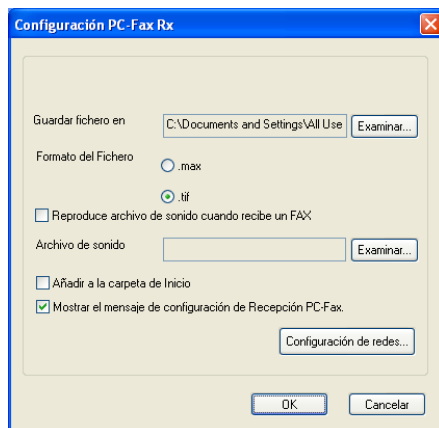 Configuración PC-Fax Rx
Guardar fichero en C:\Documents and Settings\All Use Examinar...
Formato del Fichero .max
.tif
Reproduce archivo de sonido cuando recibe un FAX
Archivo de sonido Examinar...
Añadir a la carpeta de Inicio
Mostrar el mensaje de configuración de Recepción PC-Fax.
Configuración de redes...
OK Cancelar